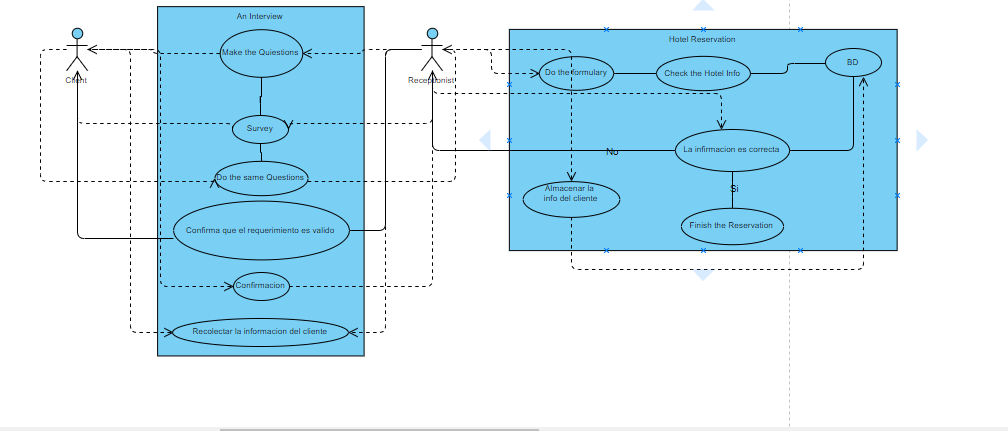 An Interview
Make the Quiestions
Client
Survey
Do the same Questions
Confirma que el requerimiento es valido
Confirmacion
Recolectar la informacion del cliente
Receptionist
Hotel Reservation
Do the formulary
Check the Hotel Info
BD
No
La infirmacion es correcta
Almacenar la
info del cliente
Si
Finish the Reservation